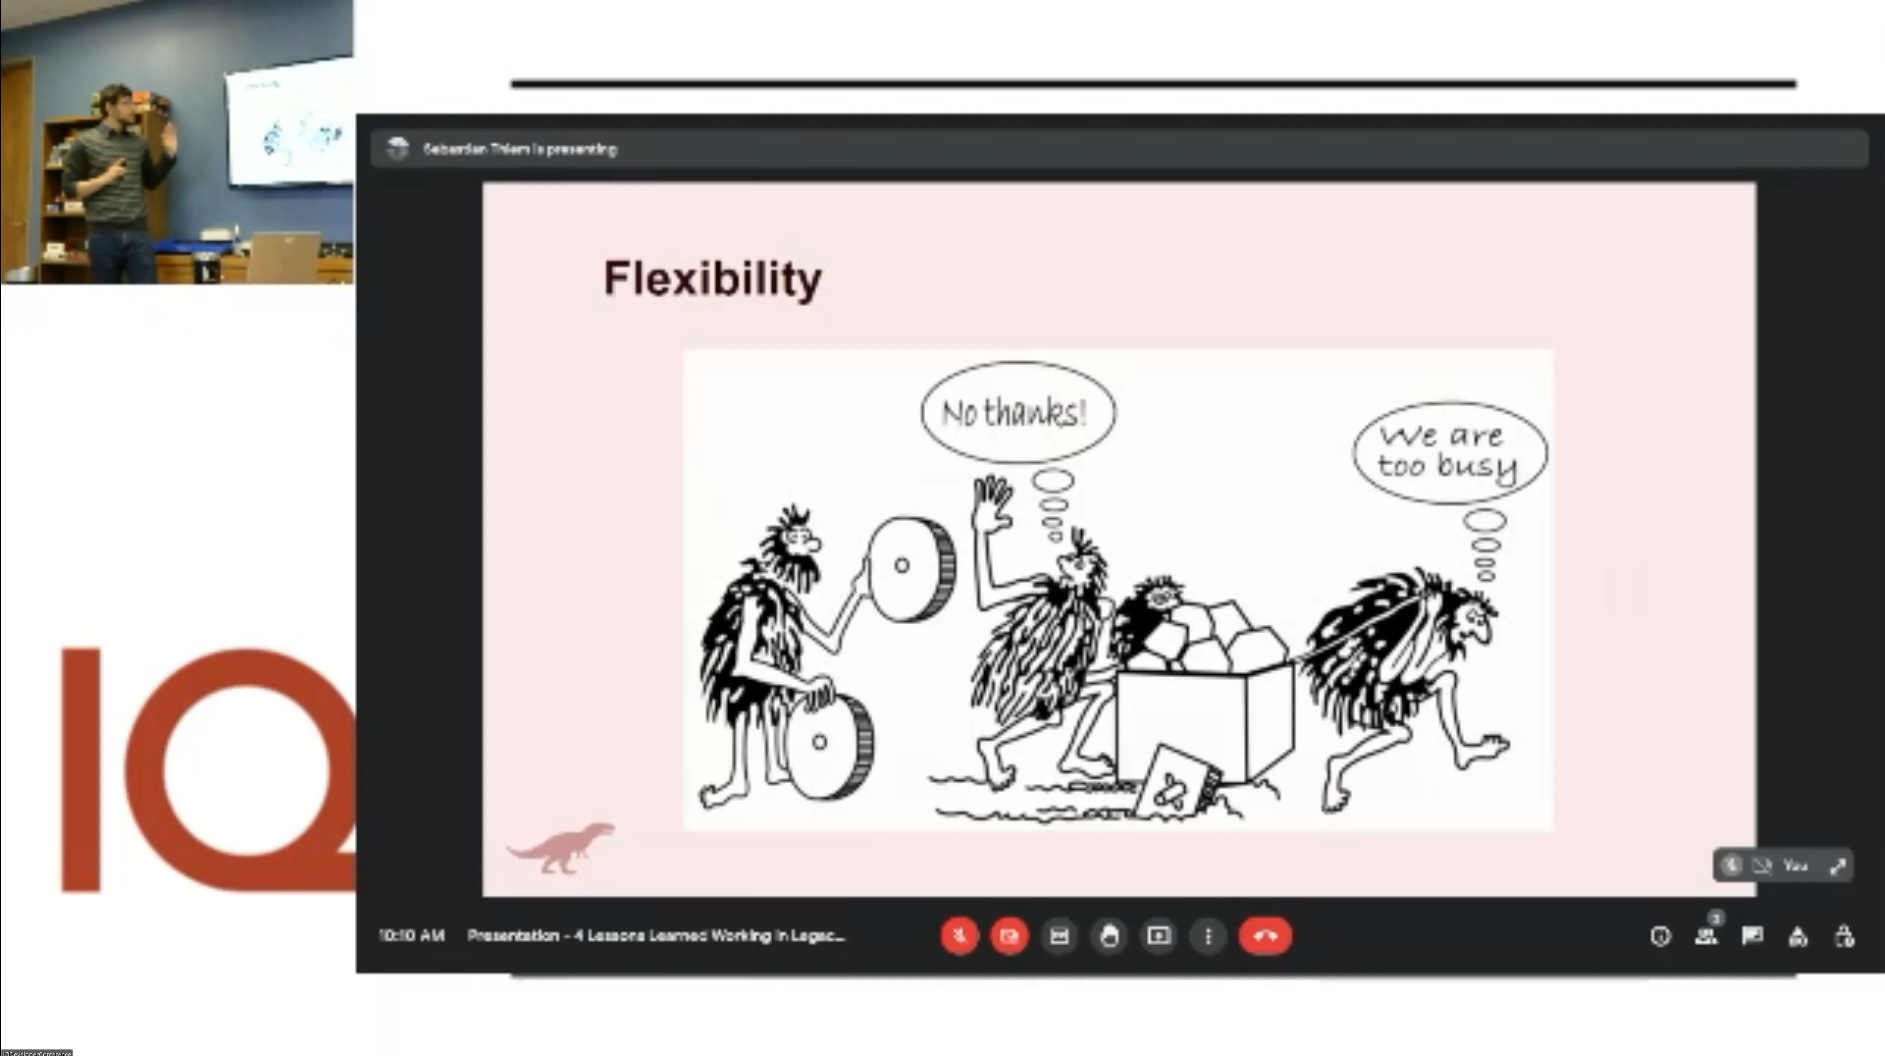 Sebastian Thiem is presenting
Flexibility
No thanks!
We are
too busy
IQ
You
10:10 AM Presentation - 4 Lessons Learned Working in Legac...
3